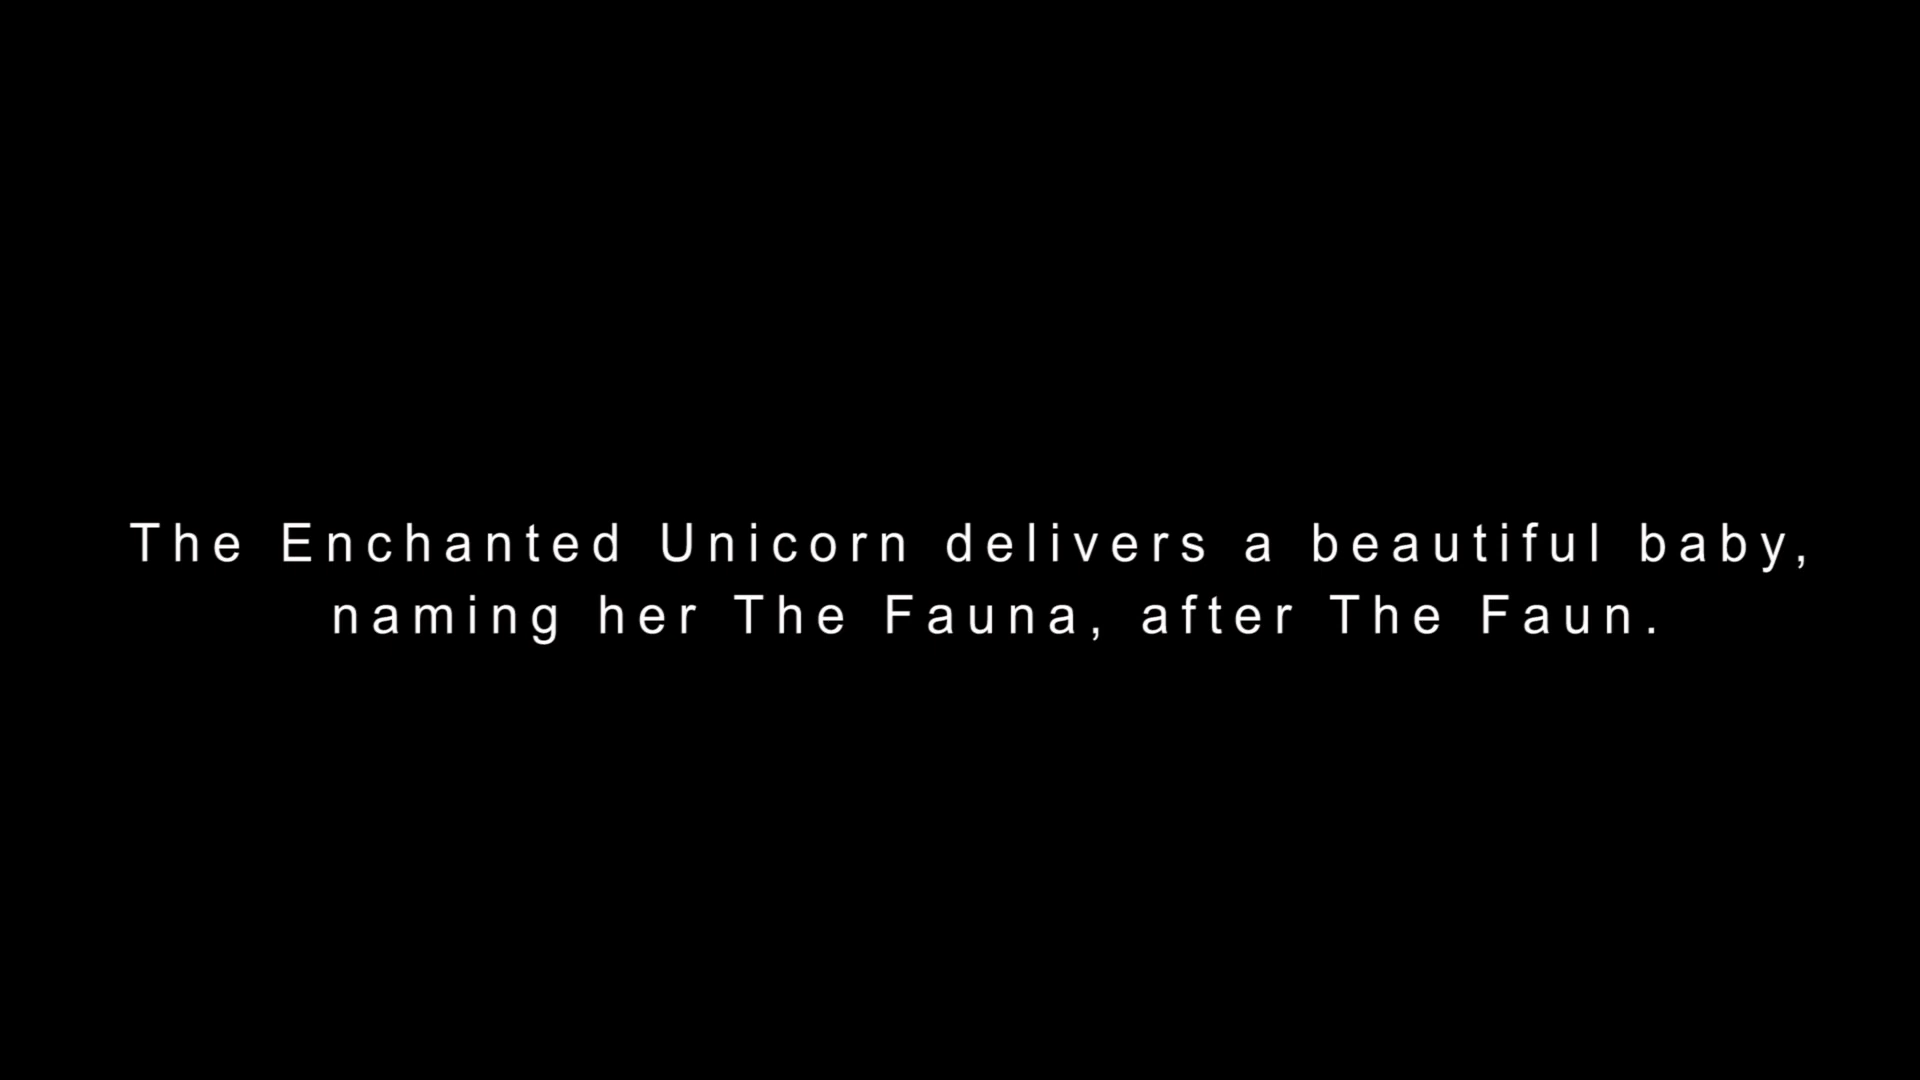 The Enchanted Unicorn delivers a beautiful baby,
naming her The Fauna, after The Faun.